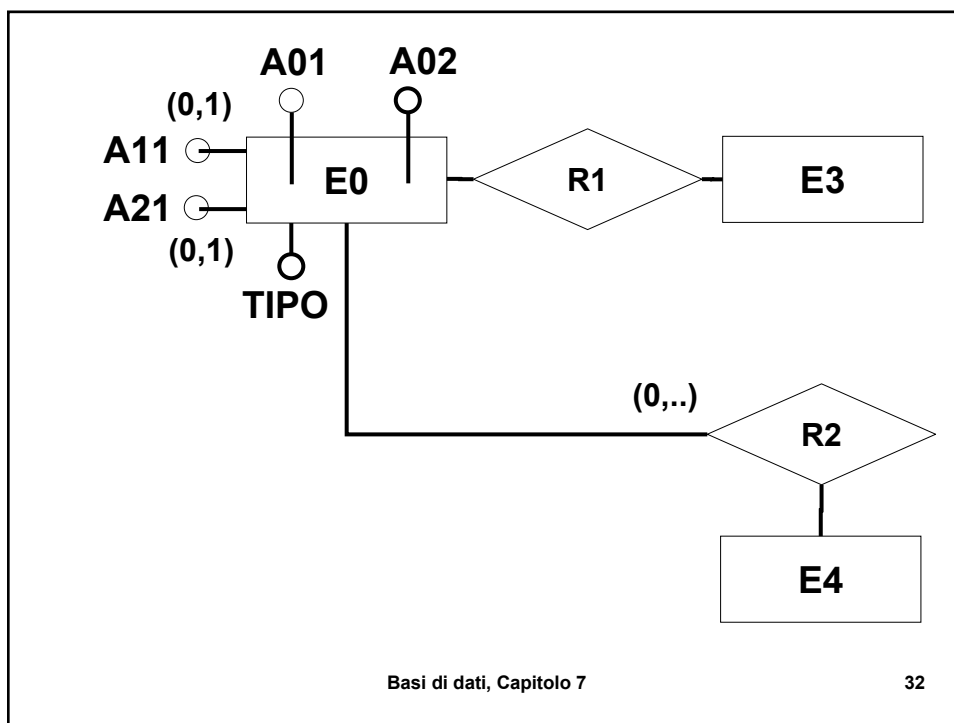 A01
A02
(0,1)
A11
E0
R1
E3
A21
(0,1)
TIPO
(0,..)
R2
E4
Basi di dati, Capitolo 7
32